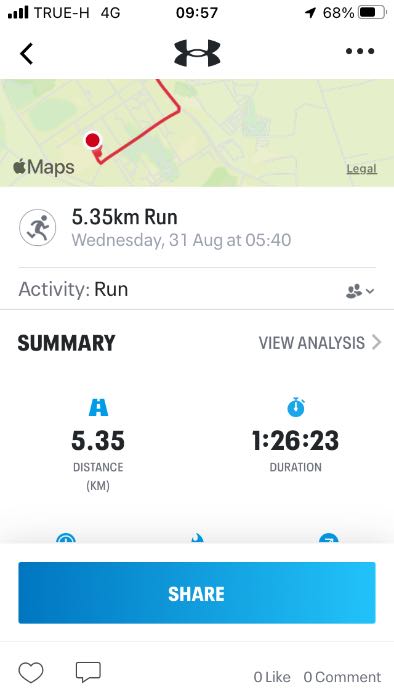 TRUE-H 4G 09:57 68%
Maps
Legal
5.35km Run
Wednesday, 31 Aug at 05:40
Activity: Run
SUMMARY
VIEW ANALYSIS
5.35
DISTANCE
(KM)
1:26:23
DURATION
SHARE
0 Like 0 Comment